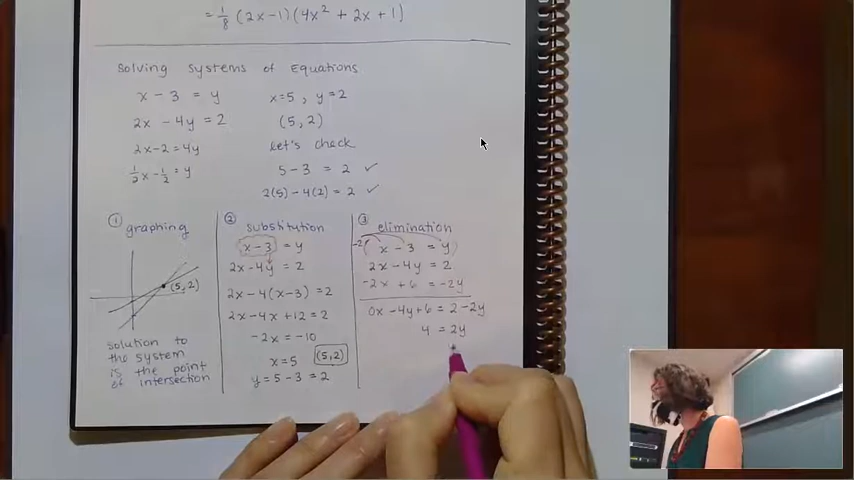 = 1/8 (2x-1)(4x² + 2x + 1)
Solving Systems of Equations
x - 3 = y
2x - 4y = 2
2x-2 = 4y
1/2x - 1/2 = y
x=5, y=2
(5,2)
Let's check
5 - 3 = 2 ✓
2(5) - 4(2) = 2 ✓
① graphing
(5,2)
solution to
the system
is the point
of intersection
② substitution
x-3 = y
2x-4y = 2
2x-4(x-3) = 2
2x-4x+12 = 2
-2x = -10
x=5 (5,2)
y = 5-3 = 2
③ elimination
-2( x - 3 = y)
2x - 4y = 2
-2x + 6 = -2y
0x - 4y + 6 = 2 - 2y
4 = 2y